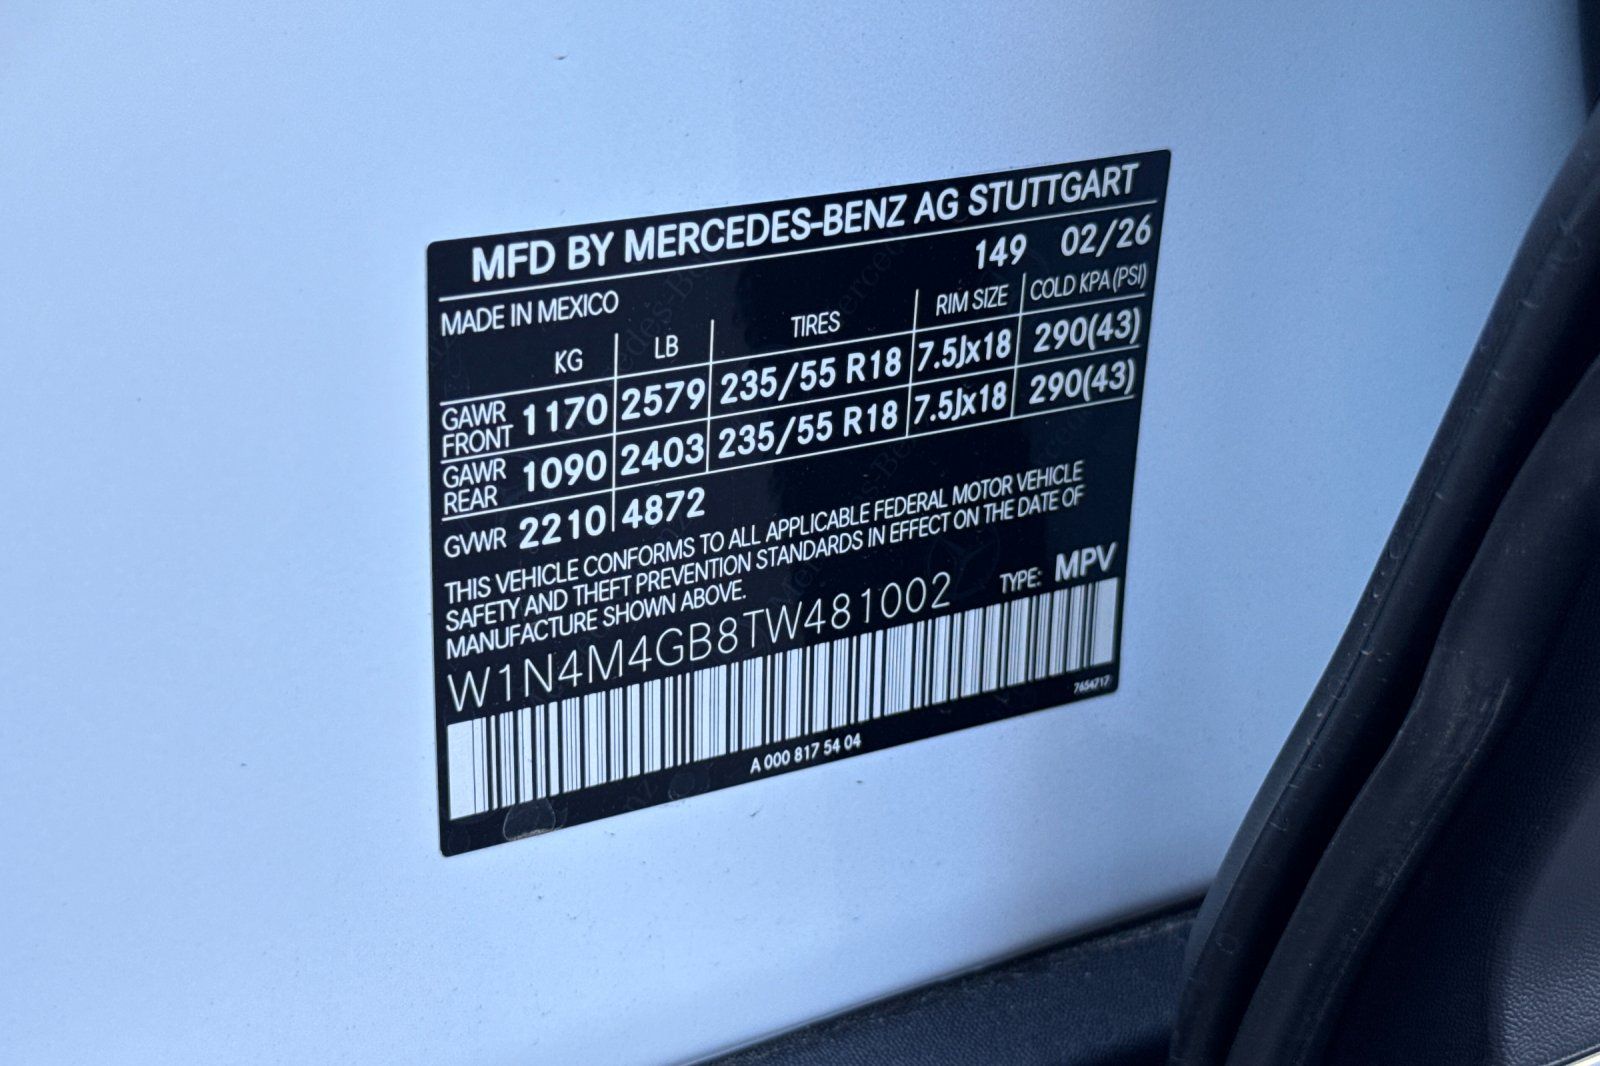 MFD BY MERCEDES-BENZ AG STUTTGART
149 02/26
MADE IN MEXICO
KG LB TIRES RIM SIZE COLD KPA (PSI)
GAWR FRONT 1170 2579 235/55 R18 7.5Jx18 290(43)
GAWR REAR 1090 2403 235/55 R18 7.5Jx18 290(43)
GVWR 2210 4872
THIS VEHICLE CONFORMS TO ALL APPLICABLE FEDERAL MOTOR VEHICLE
SAFETY AND THEFT PREVENTION STANDARDS IN EFFECT ON THE DATE OF
MANUFACTURE SHOWN ABOVE.
TYPE: MPV
W1N4M4GB8TW481002
7654717
A 000 817 54 04